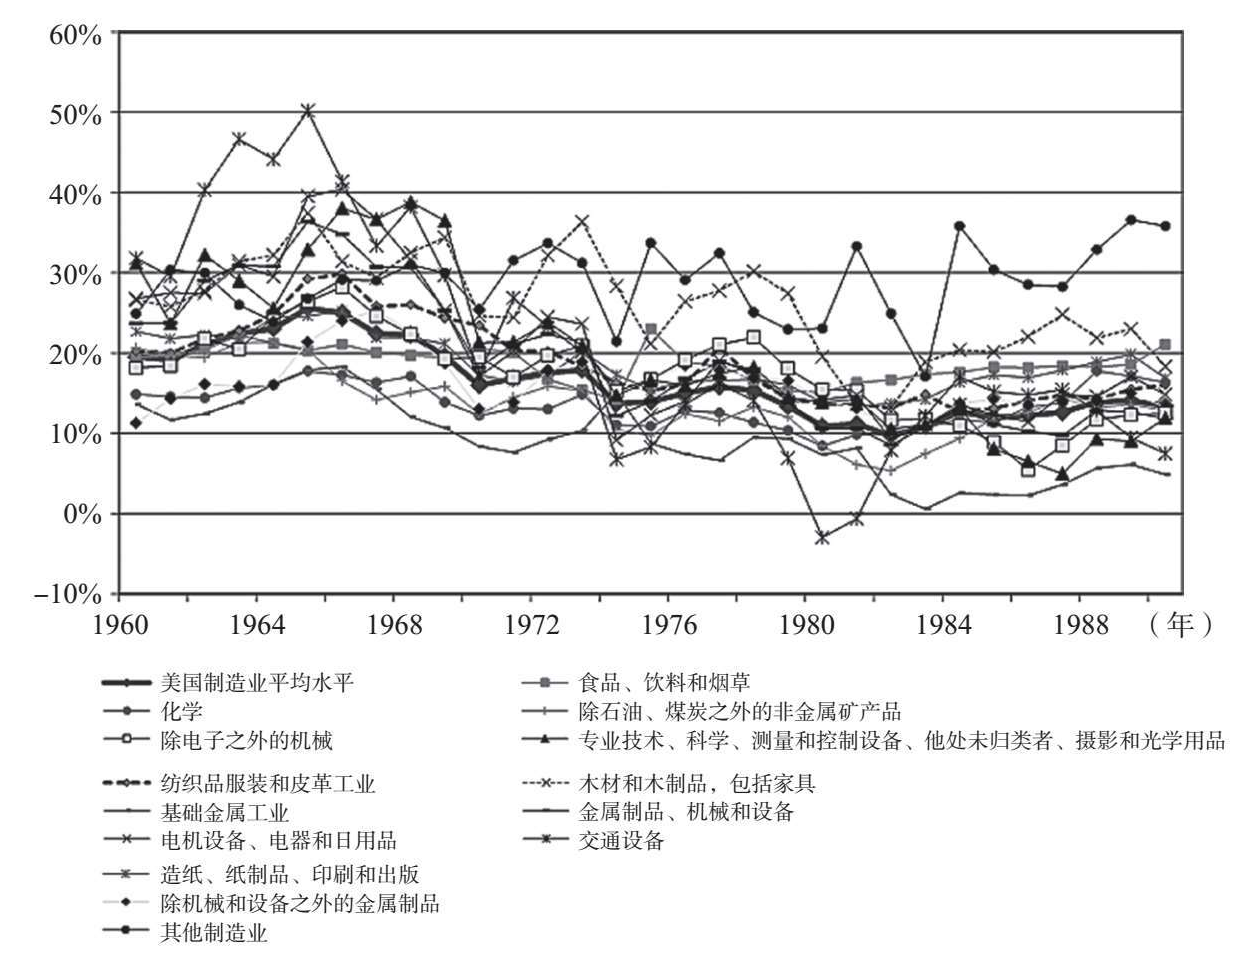 60%
50%
40%
30%
20%
10%
0%
–10%
1960 1964 1968 1972 1976 1980 1984 1988 （年）
美国制造业平均水平
化学
除电子之外的机械
纺织品服装和皮革工业
基础金属工业
电机设备、电器和日用品
造纸、纸制品、印刷和出版
除机械和设备之外的金属制品
其他制造业
食品、饮料和烟草
除石油、煤炭之外的非金属矿产品
专业技术、科学、测量和控制设备、他处未归类者、摄影和光学用品
木材和木制品，包括家具
金属制品、机械和设备
交通设备